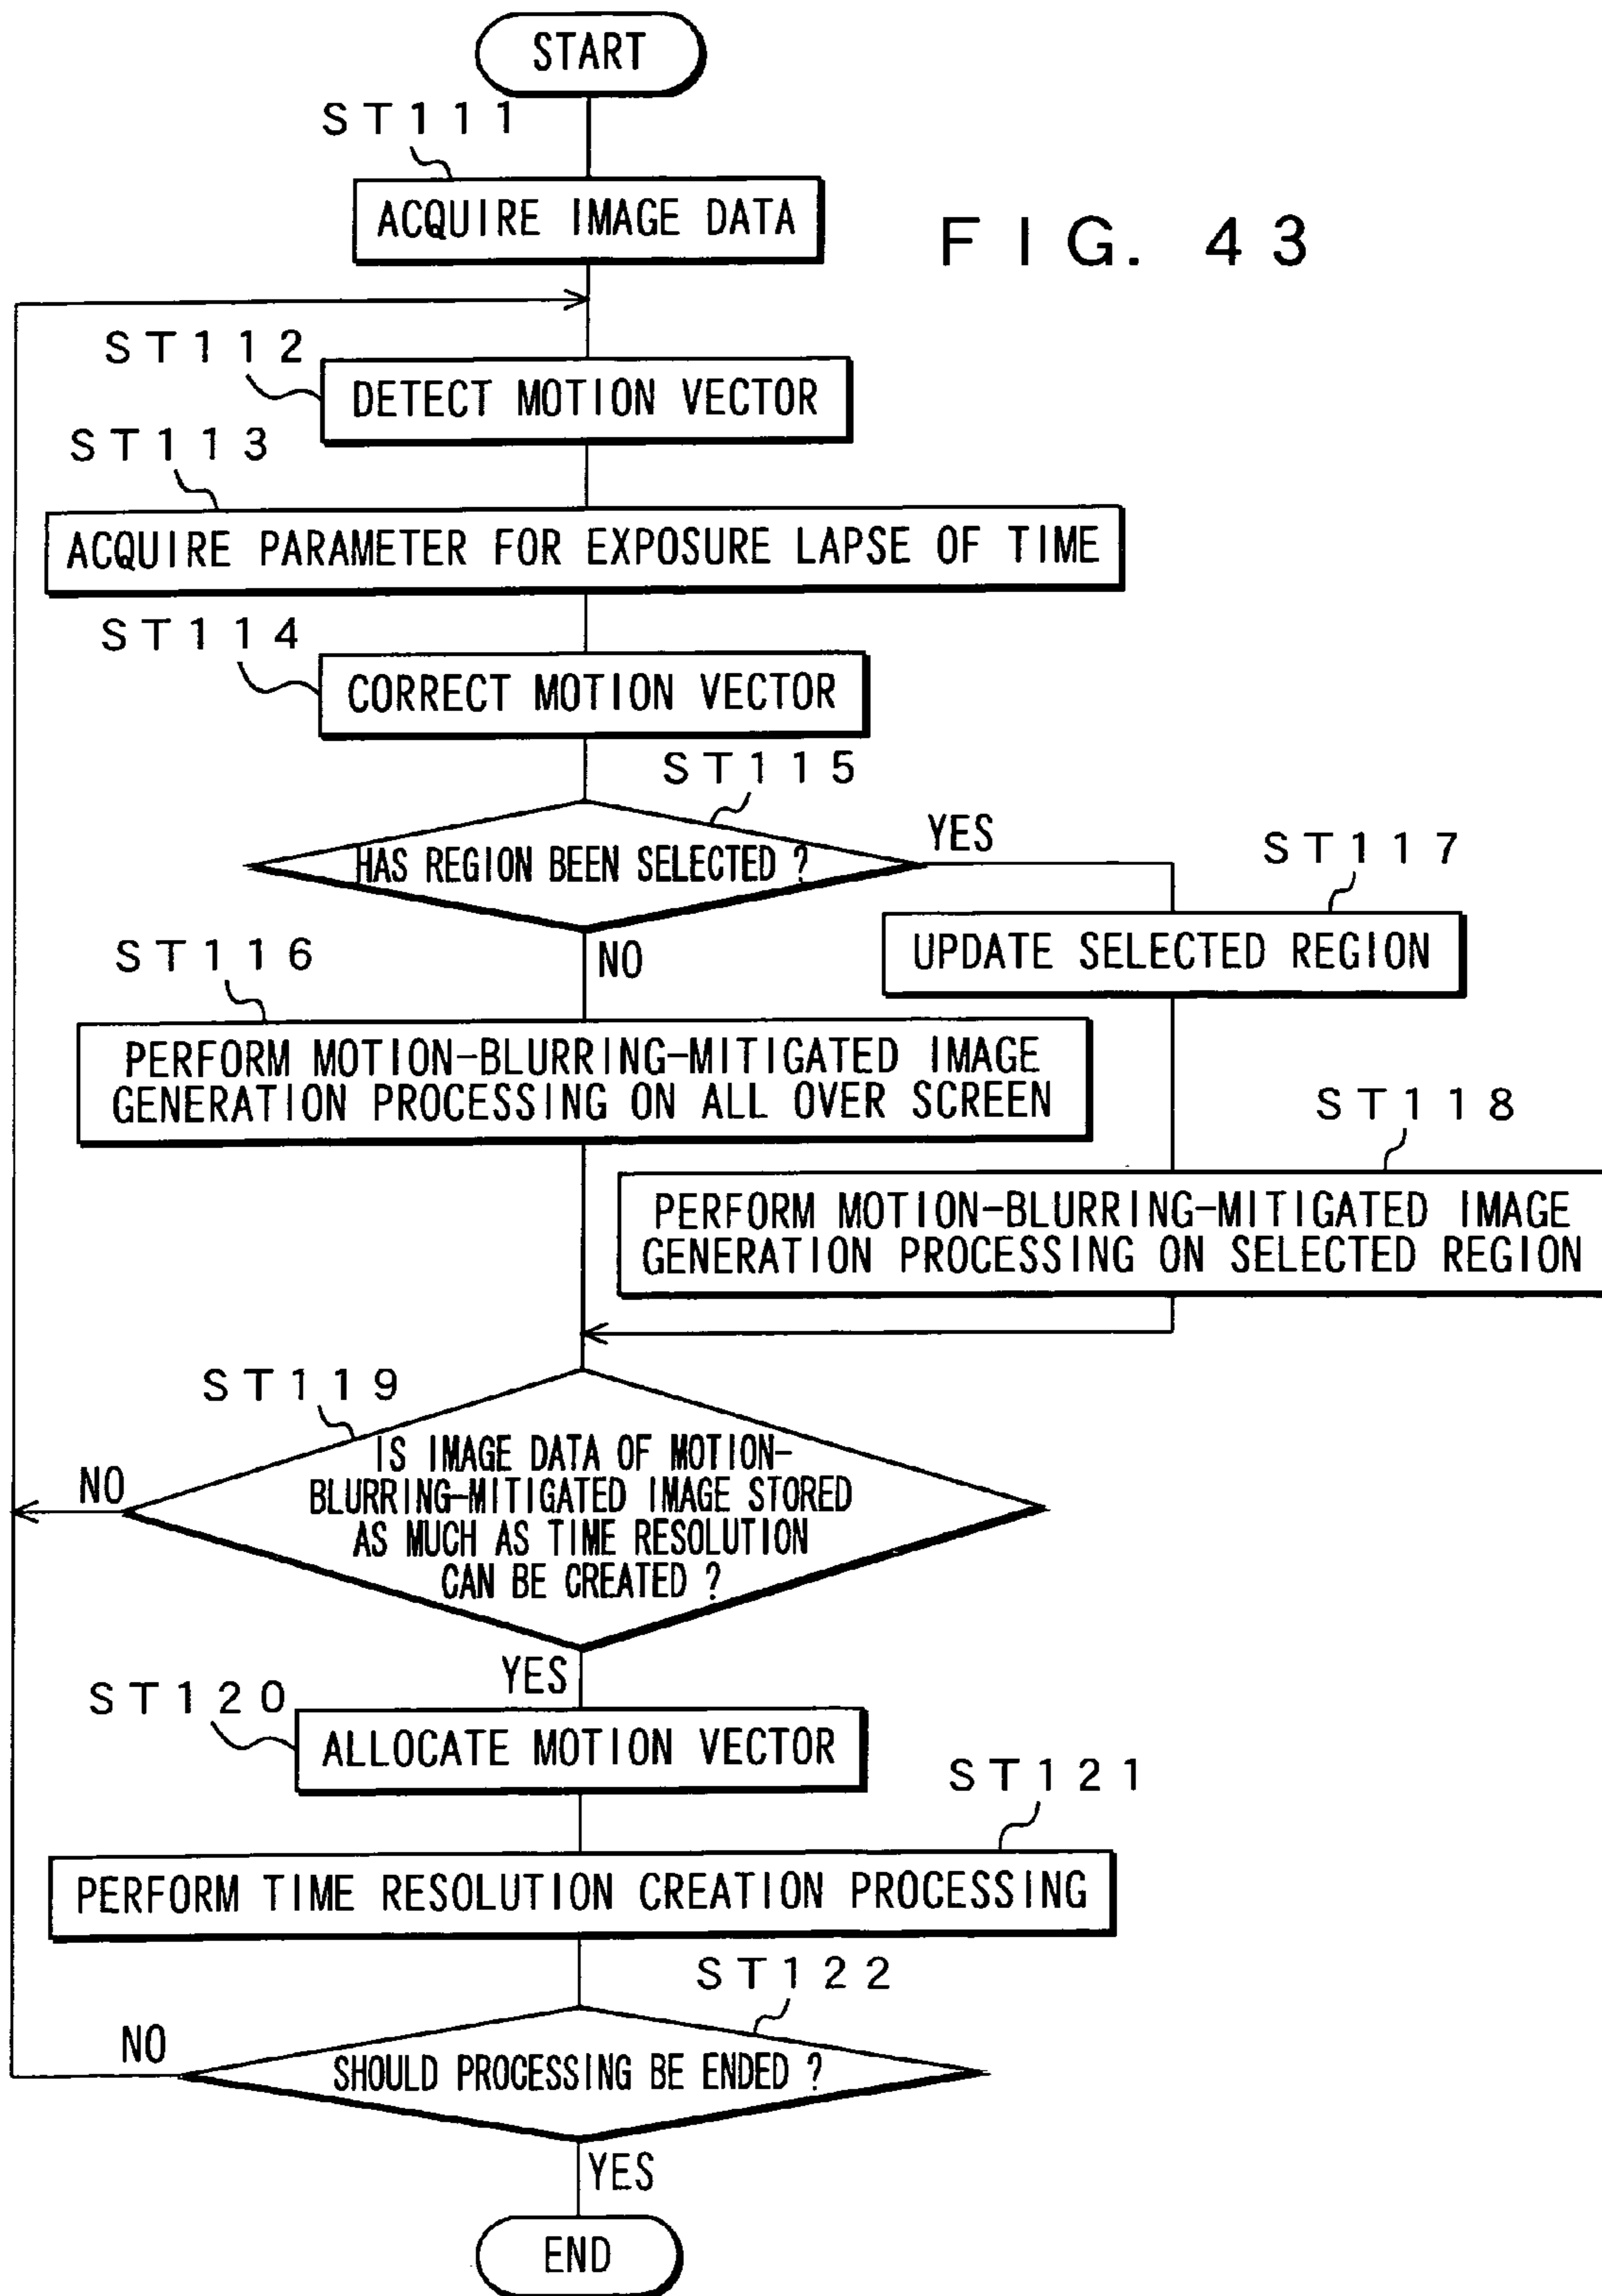 START
ST111
ACQUIRE IMAGE DATA
FIG. 43
ST112
DETECT MOTION VECTOR
ST113
ACQUIRE PARAMETER FOR EXPOSURE LAPSE OF TIME
ST114
CORRECT MOTION VECTOR
ST115
HAS REGION BEEN SELECTED ?
YES
NO
ST117
UPDATE SELECTED REGION
ST116
PERFORM MOTION-BLURRING-MITIGATED IMAGE
GENERATION PROCESSING ON ALL OVER SCREEN
ST118
PERFORM MOTION-BLURRING-MITIGATED IMAGE
GENERATION PROCESSING ON SELECTED REGION
ST119
IS IMAGE DATA OF MOTION-
BLURRING-MITIGATED IMAGE STORED
AS MUCH AS TIME RESOLUTION
CAN BE CREATED ?
NO
YES
ST120
ALLOCATE MOTION VECTOR
ST121
PERFORM TIME RESOLUTION CREATION PROCESSING
ST122
SHOULD PROCESSING BE ENDED ?
NO
YES
END